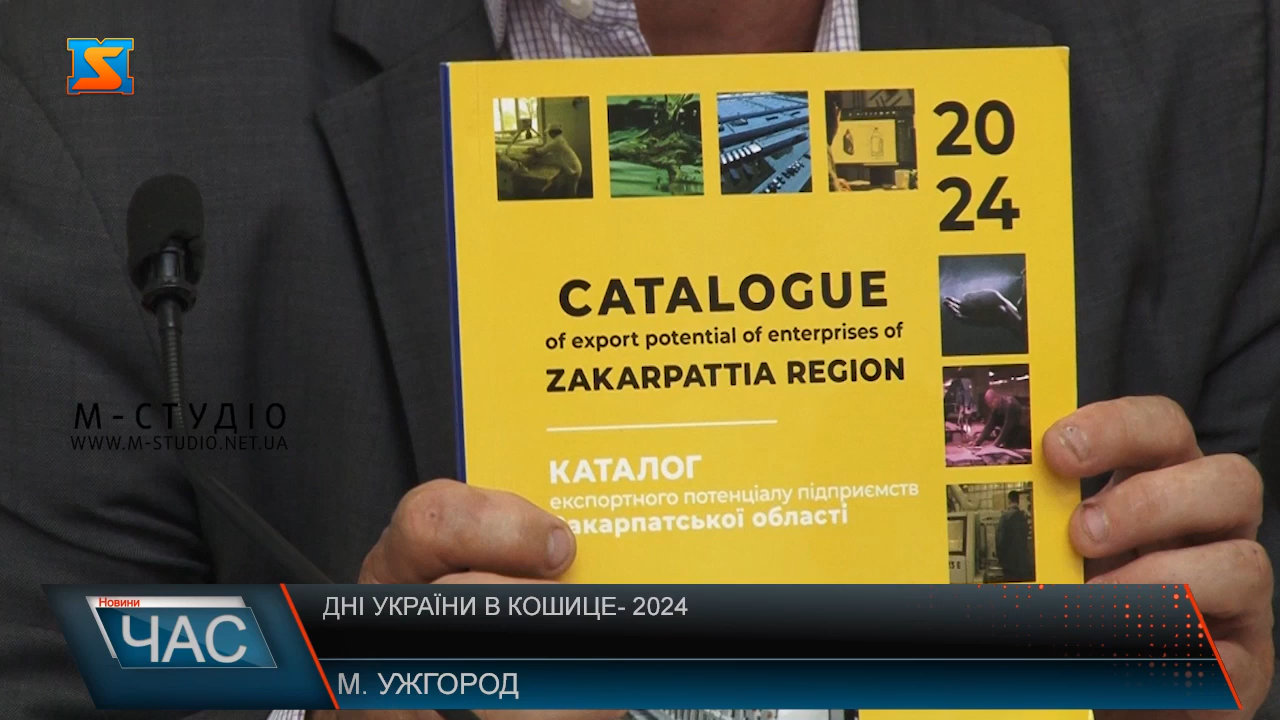 20
24
CATALOGUE
of export potential of enterprises of
ZAKARPATTIA REGION
М-СТУДІО
WWW.M-STUDIO.NET.UA
КАТАЛОГ
експортного потенціалу підприємств
Закарпатської області
Новини
ЧАС
ДНІ УКРАЇНИ В КОШИЦЕ- 2024
М. УЖГОРОД